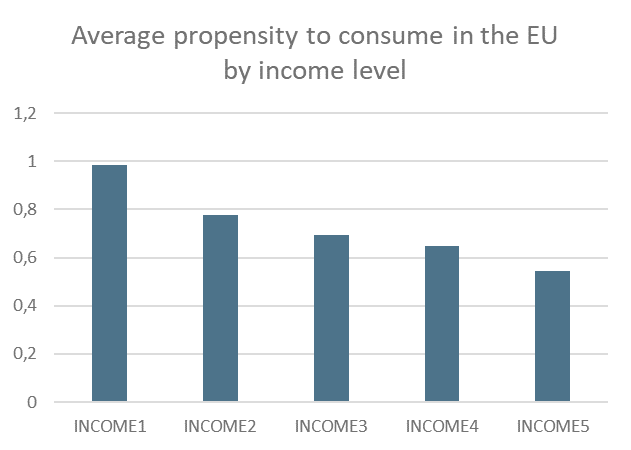 Average propensity to consume in the EU
by income level
1,2
1
0,8
0,6
0,4
0,2
0
INCOME1 INCOME2 INCOME3 INCOME4 INCOME5